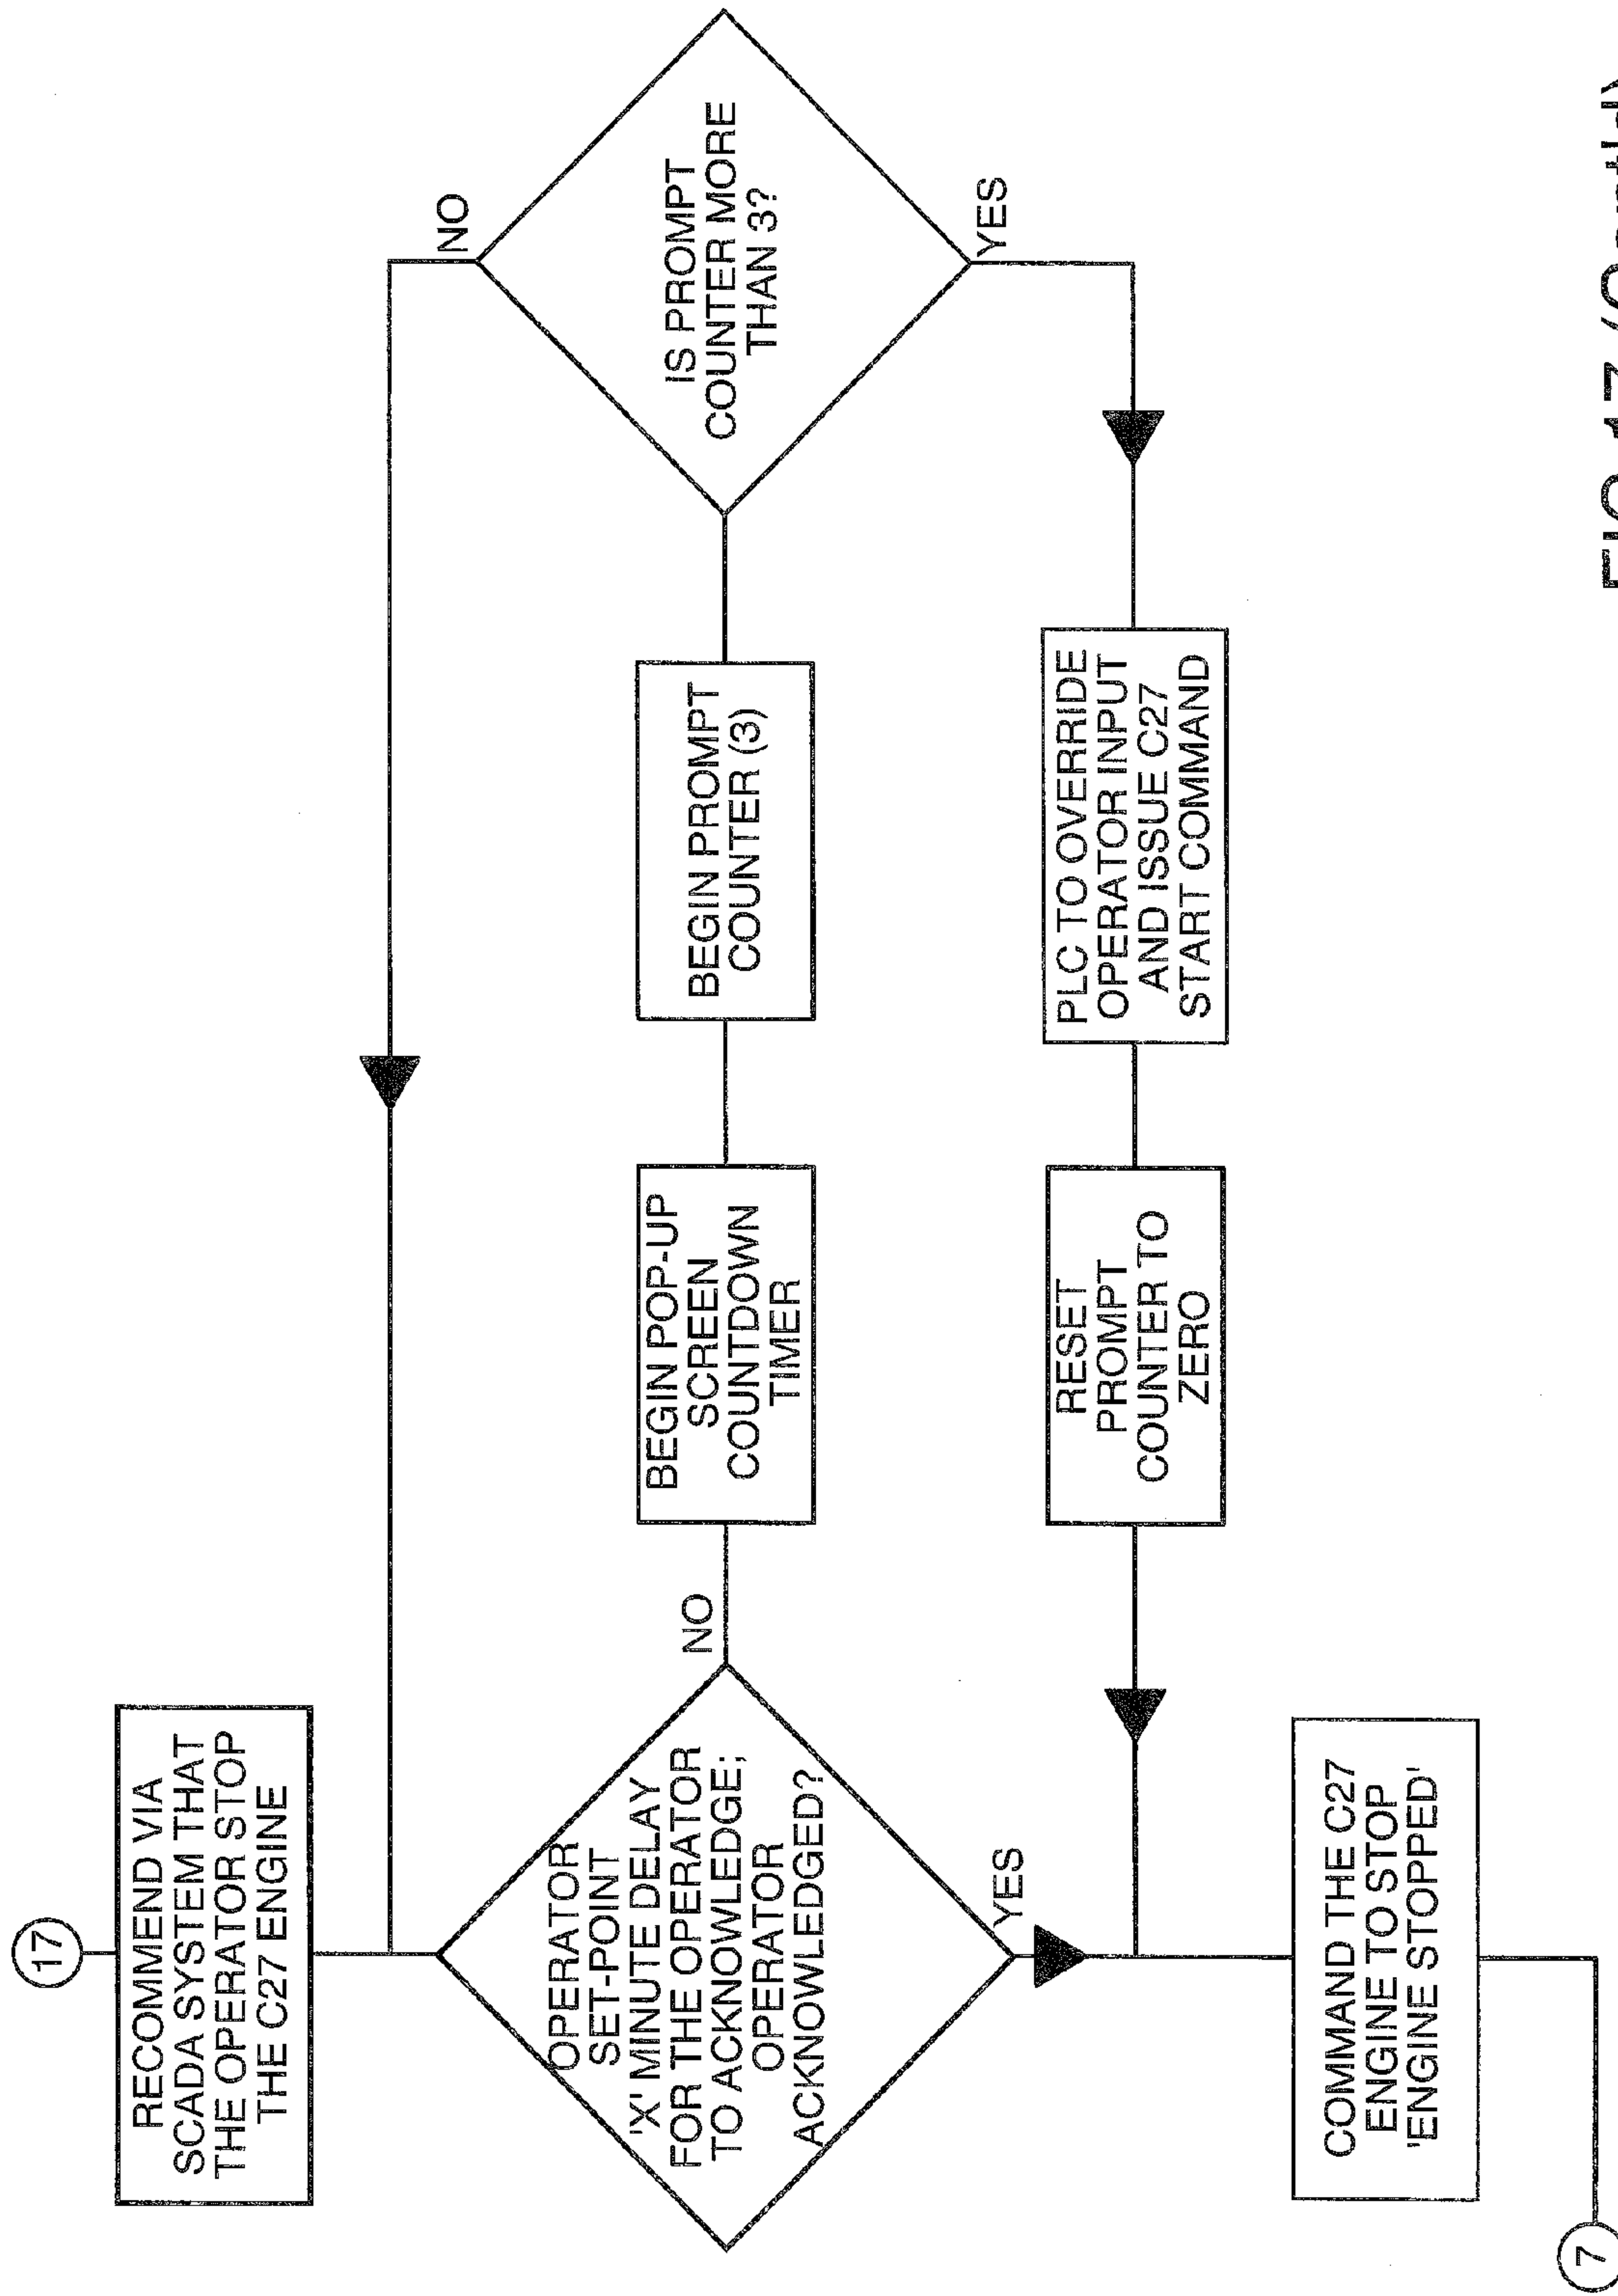 17
RECOMMEND VIA
SCADA SYSTEM THAT
THE OPERATOR STOP
THE C27 ENGINE
OPERATOR
SET-POINT
'X' MINUTE DELAY
FOR THE OPERATOR
TO ACKNOWLEDGE;
OPERATOR
ACKNOWLEDGED?
NO
YES
BEGIN POP-UP
SCREEN
COUNTDOWN
TIMER
BEGIN PROMPT
COUNTER (3)
IS PROMPT
COUNTER MORE
THAN 3?
NO
YES
PLC TO OVERRIDE
OPERATOR INPUT
AND ISSUE C27
START COMMAND
RESET
PROMPT
COUNTER TO
ZERO
COMMAND THE C27
ENGINE TO STOP
'ENGINE STOPPED'
7